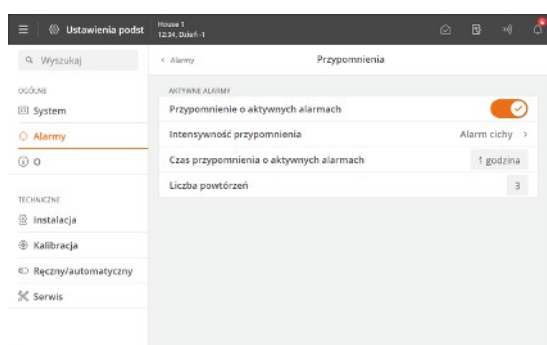 Ustawienia podst
House 1
12:34, Dzień -1
Wyszukaj
OGÓLNE
System
Alarmy
O
TECHNICZNE
Instalacja
Kalibracja
Ręczny/automatyczny
Serwis
Alarmy
Przypomnienia
AKTYWNE ALARMY
Przypomnienie o aktywnych alarmach
Intensywność przypomnienia Alarm cichy
Czas przypomnienia o aktywnych alarmach 1 godzina
Liczba powtórzeń 3